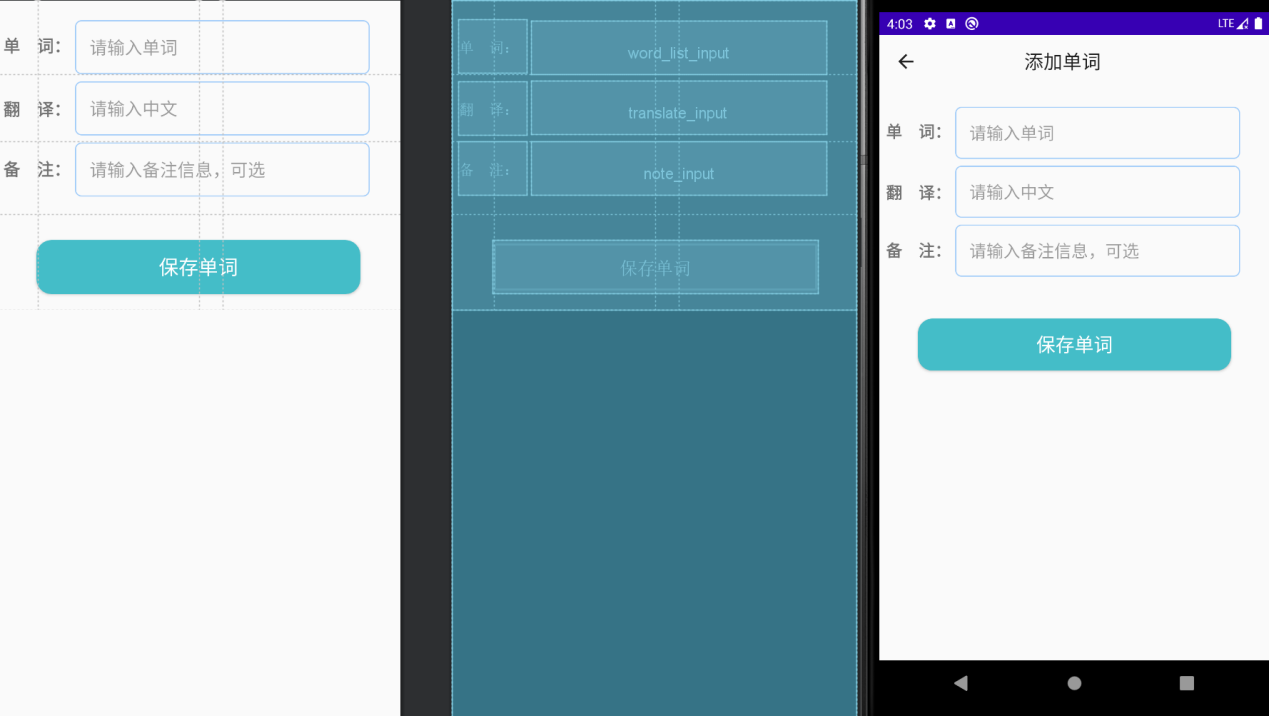 单 词：
请输入单词
翻 译：
请输入中文
备 注：
请输入备注信息，可选
保存单词
单 词：
word_list_input
翻 译：
translate_input
备 注：
note_input
保存单词
4:03
LTE
添加单词
单 词：
请输入单词
翻 译：
请输入中文
备 注：
请输入备注信息，可选
保存单词